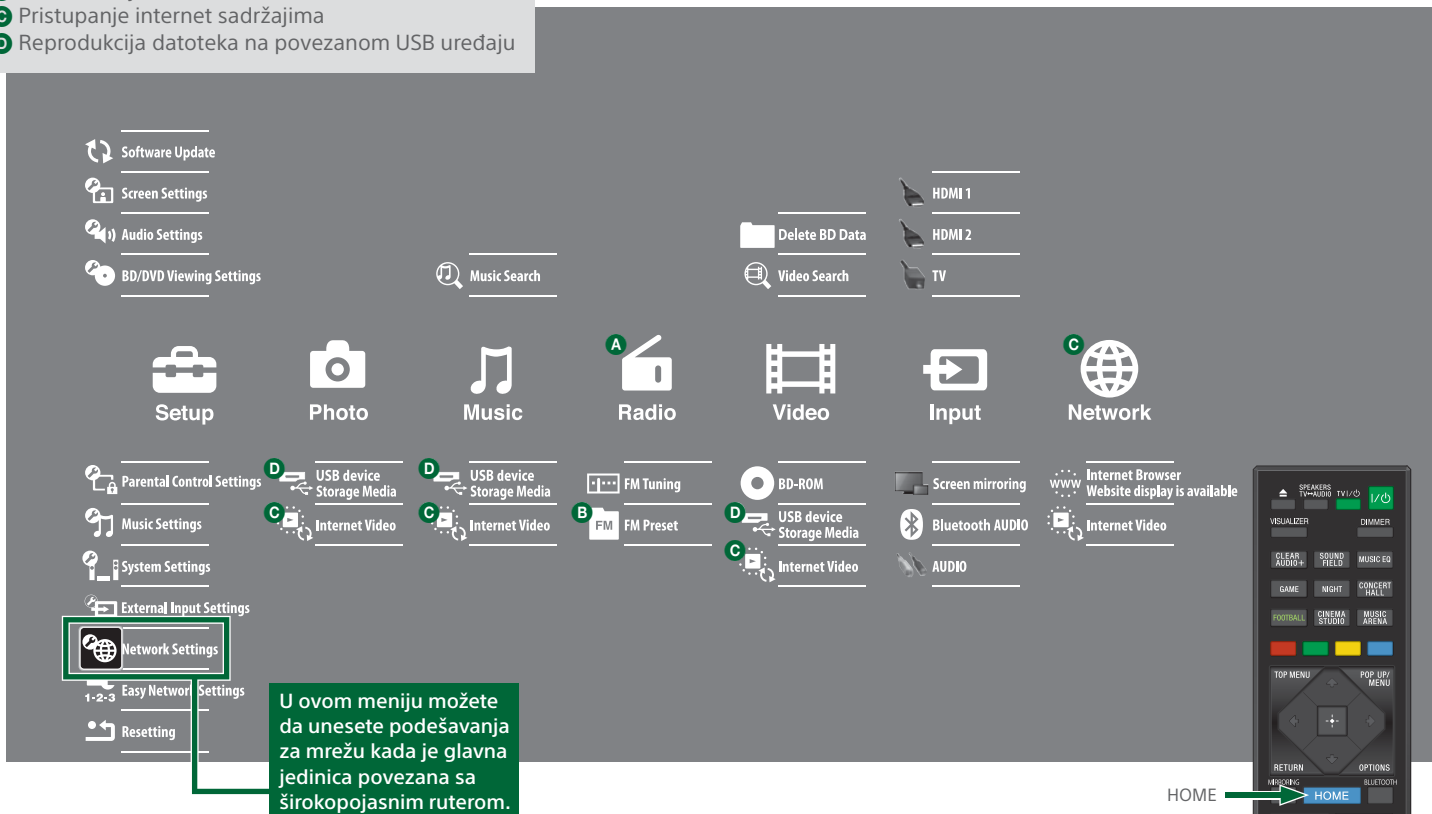 C Pristupanje internet sadržajima
D Reprodukcija datoteka na povezanom USB uređaju
Software Update
Screen Settings
Audio Settings
BD/DVD Viewing Settings
Music Search
Delete BD Data
Video Search
HDMI 1
HDMI 2
TV
Setup
Photo
Music
A
Radio
Video
Input
C
Network
Parental Control Settings
Music Settings
System Settings
External Input Settings
Network Settings
1-2-3 Easy Network Settings
Resetting
D USB device
Storage Media
C Internet Video
D USB device
Storage Media
C Internet Video
FM Tuning
B FM FM Preset
BD-ROM
D USB device
Storage Media
C Internet Video
Screen mirroring
Bluetooth AUDIO
AUDIO
www Internet Browser
Website display is available
Internet Video
U ovom meniju možete
da unesete podešavanja
za mrežu kada je glavna
jedinica povezana sa
širokopojasnim ruterom.
SPEAKERS
TV↔AUDIO TV I/⏻ I/⏻
VISUALIZER DIMMER
CLEAR
AUDIO+
SOUND
FIELD
MUSIC EQ
GAME
NIGHT
CONCERT
HALL
FOOTBALL
CINEMA
STUDIO
MUSIC
ARENA
TOP MENU
POP UP/
MENU
RETURN OPTIONS
MIRRORING BLUETOOTH
HOME
HOME